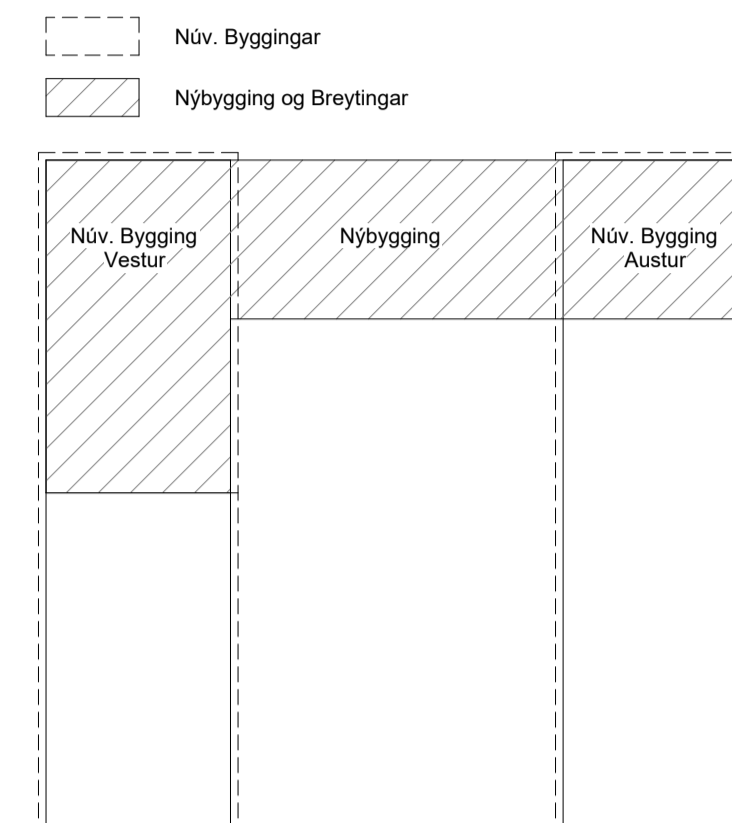 Núv. Byggingar
Nýbygging og Breytingar
Núv. Bygging
Vestur
Nýbygging
Núv. Bygging
Austur